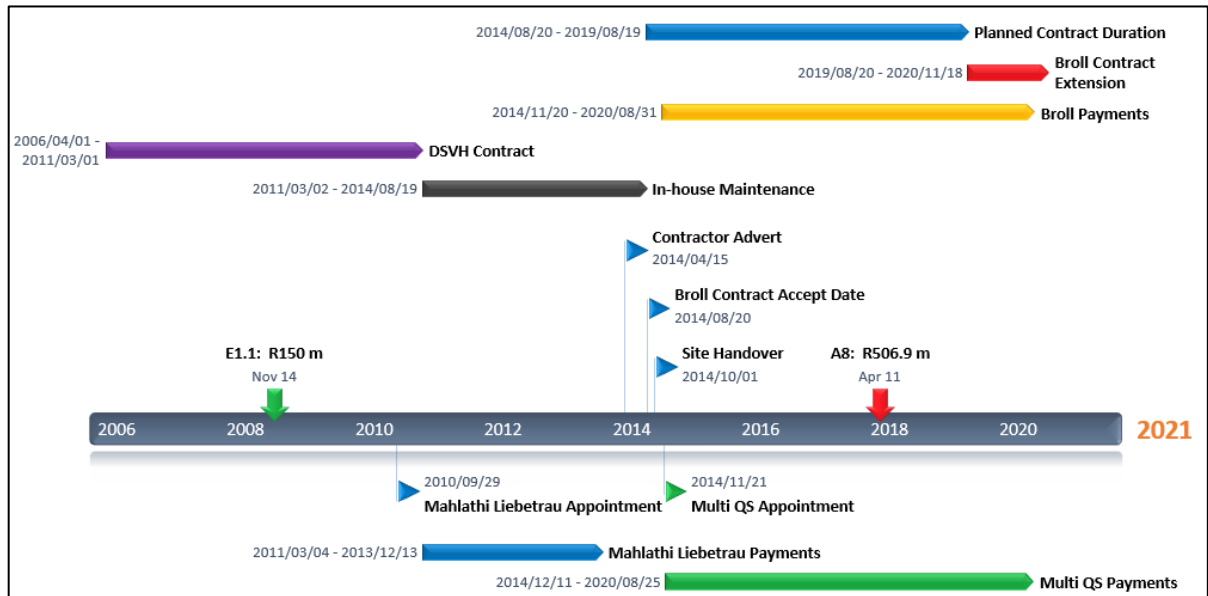 2014/08/20 - 2019/08/19 Planned Contract Duration
2019/08/20 - 2020/11/18 Broll Contract
Extension
2014/11/20 - 2020/08/31 Broll Payments
2006/04/01 -
2011/03/01 DSVH Contract
2011/03/02 - 2014/08/19 In-house Maintenance
Contractor Advert
2014/04/15
Broll Contract Accept Date
2014/08/20
Site Handover
2014/10/01
E1.1: R150 m
Nov 14
A8: R506.9 m
Apr 11
2006 2008 2010 2012 2014 2016 2018 2020 2021
2010/09/29
Mahlathi Liebetrau Appointment
2014/11/21
Multi QS Appointment
2011/03/04 - 2013/12/13 Mahlathi Liebetrau Payments
2014/12/11 - 2020/08/25 Multi QS Payments